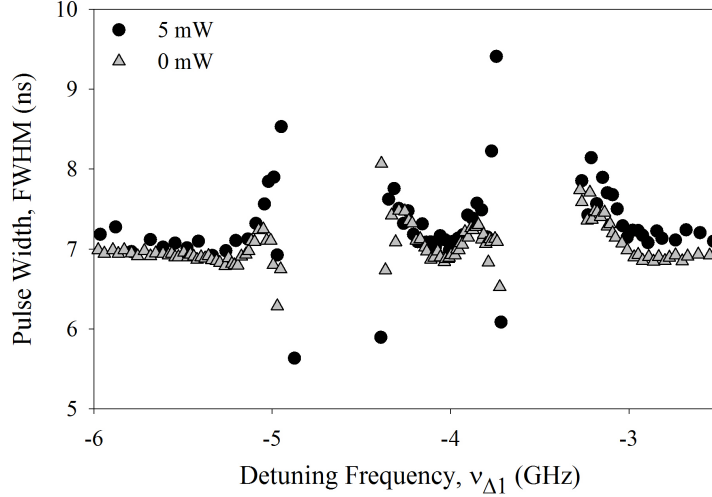 10
5 mW
0 mW
9
8
7
6
5
Pulse Width, FWHM (ns)
-6
-5
-4
-3
Detuning Frequency, νΔ1 (GHz)